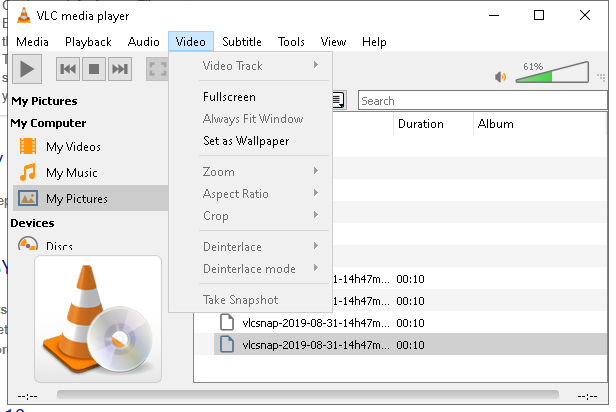 VLC media player
Media Playback Audio Video Subtitle Tools View Help
61%
Search
Video Track
Fullscreen
Always Fit Window
Set as Wallpaper
Zoom
Aspect Ratio
Crop
Deinterlace
Deinterlace mode
Take Snapshot
My Pictures
My Computer
My Videos
My Music
My Pictures
Devices
Discs
Duration Album
-31-14h47m... 00:10
-31-14h47m... 00:10
vlcsnap-2019-08-31-14h47m... 00:10
vlcsnap-2019-08-31-14h47m... 00:10
--:-- --:--